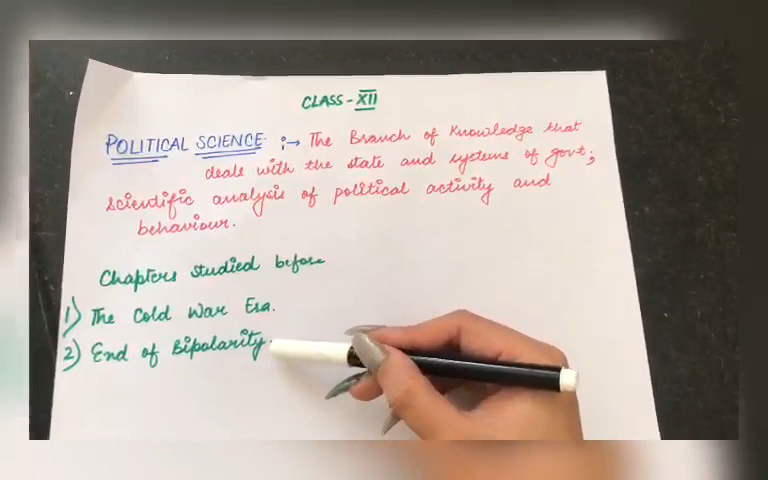 CLASS - XII
POLITICAL SCIENCE :→ The Branch of Knowledge that
deals with the state and systems of govt;
Scientific analysis of political activity and
behaviour.
Chapters studied before
1) The Cold War Era.
2) End of Bipolarity